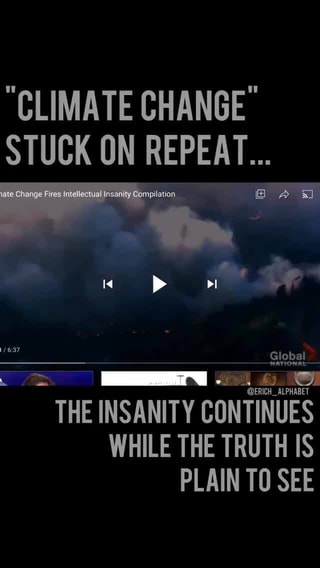 "CLIMATE CHANGE"
STUCK ON REPEAT...
mate Change Fires Intellectual Insanity Compilation
/ 6:37
Global
NATIONAL
@ERICH_ALPHABET
THE INSANITY CONTINUES
WHILE THE TRUTH IS
PLAIN TO SEE